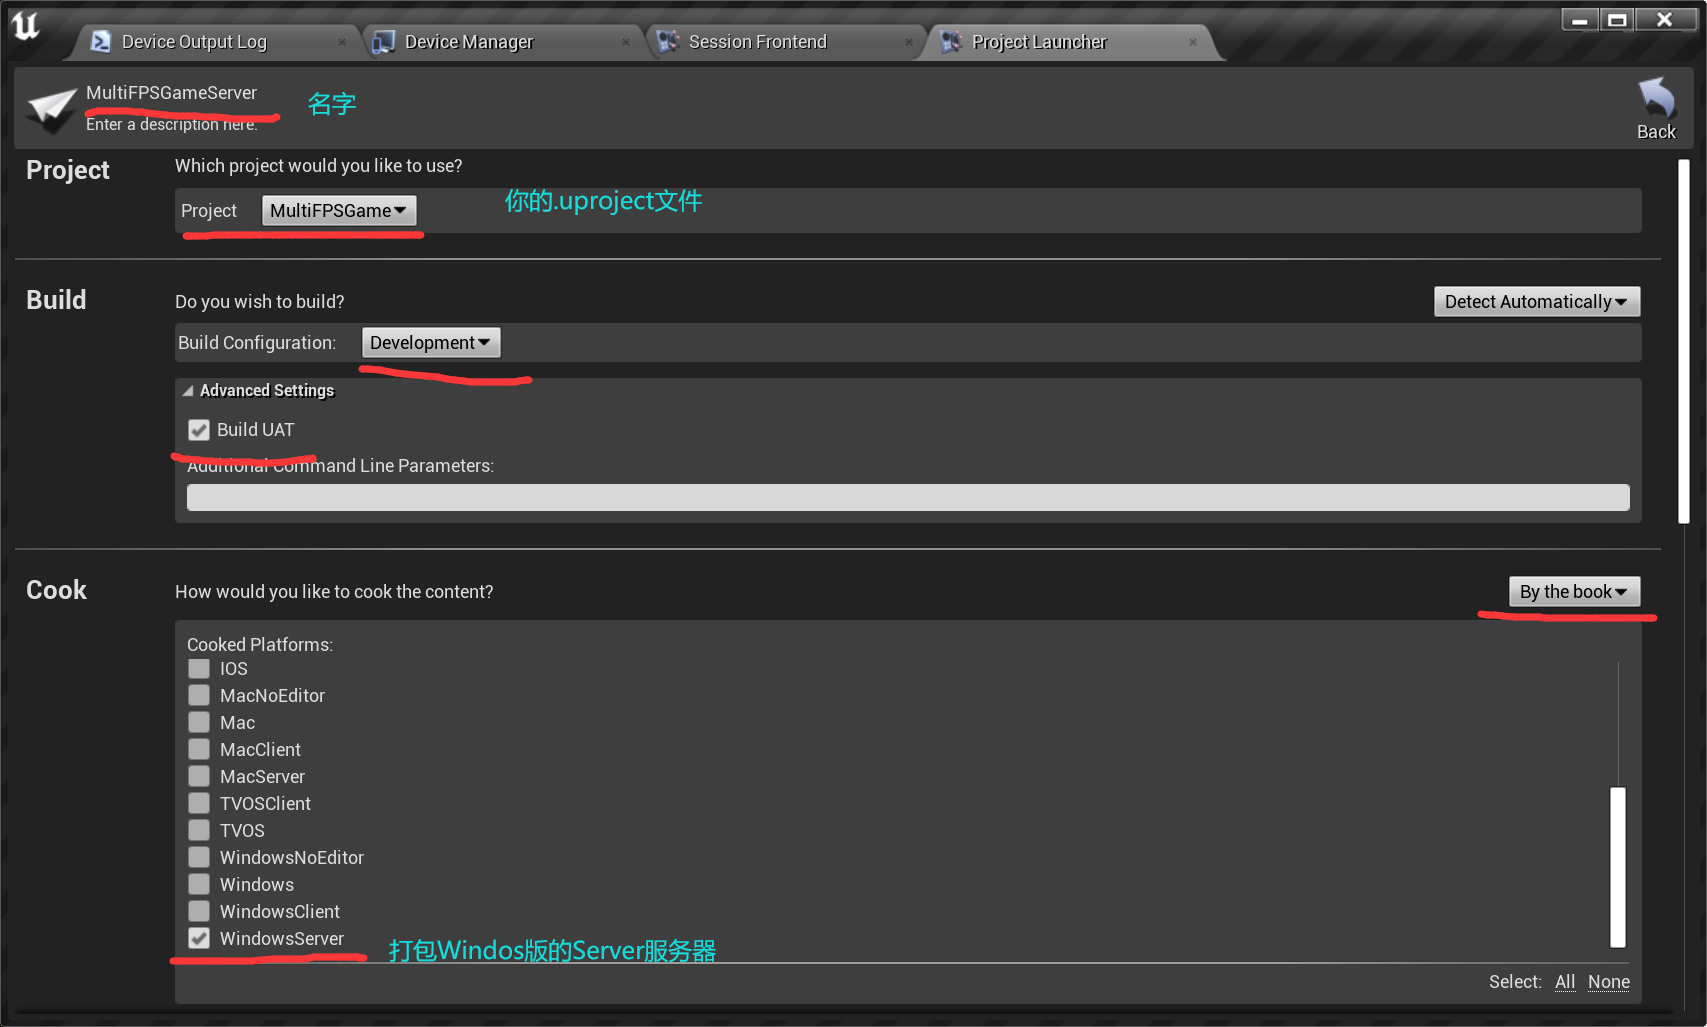 Device Output Log
Device Manager
Session Frontend
Project Launcher
MultiFPSGameServer
名字
Enter a description here.
Back
Project
Which project would you like to use?
Project
MultiFPSGame
你的.uproject文件
Build
Do you wish to build?
Detect Automatically
Build Configuration:
Development
Advanced Settings
Build UAT
Additional Command Line Parameters:
Cook
How would you like to cook the content?
By the book
Cooked Platforms:
IOS
MacNoEditor
Mac
MacClient
MacServer
TVOSClient
TVOS
WindowsNoEditor
Windows
WindowsClient
WindowsServer
打包Windos版的Server服务器
Select: All None